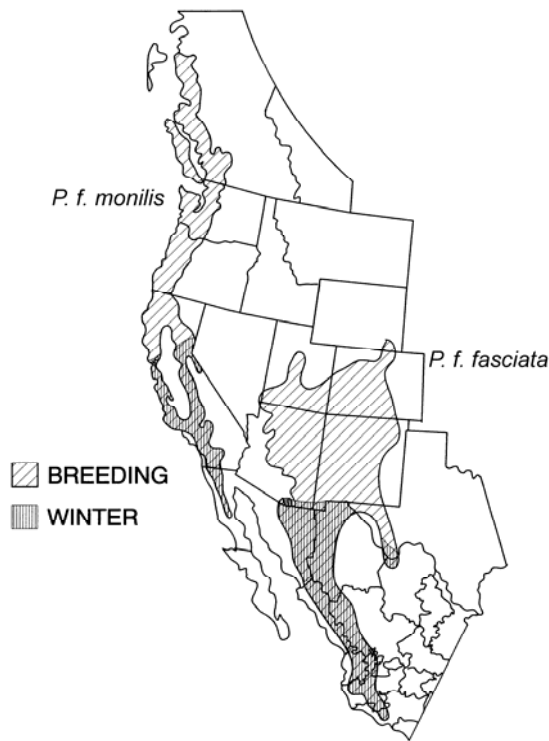 P. f. monilis
P. f. fasciata
BREEDING
WINTER